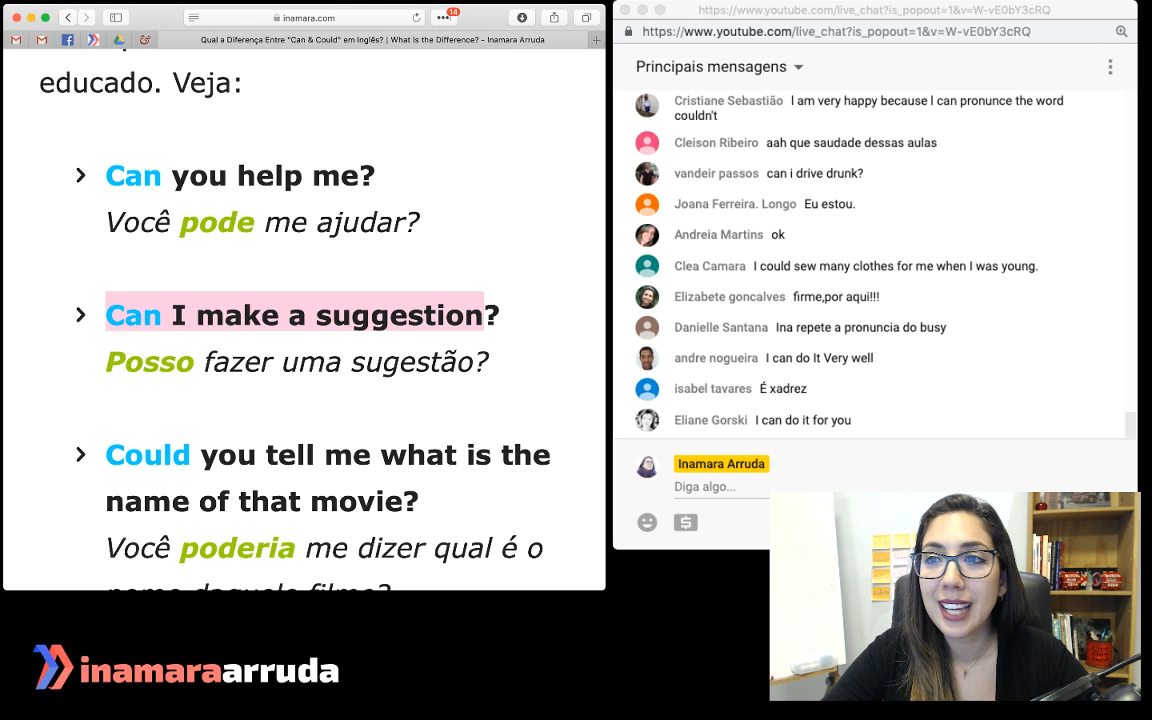 inamara.com
14
Qual a Diferença Entre "Can & Could" em Inglês? | What Is the Difference? - Inamara Arruda
educado. Veja:
Can you help me?
Você pode me ajudar?
Can I make a suggestion?
Posso fazer uma sugestão?
Could you tell me what is the
name of that movie?
Você poderia me dizer qual é o
nome daquele filme?
https://www.youtube.com/live_chat?is_popout=1&v=W-vE0bY3cRQ
https://www.youtube.com/live_chat?is_popout=1&v=W-vE0bY3cRQ
Principais mensagens
Cristiane Sebastião I am very happy because I can pronunce the word
couldn't
Cleison Ribeiro aah que saudade dessas aulas
vandeir passos can i drive drunk?
Joana Ferreira. Longo Eu estou.
Andreia Martins ok
Clea Camara I could sew many clothes for me when I was young.
Elizabete goncalves firme,por aqui!!!
Danielle Santana Ina repete a pronuncia do busy
andre nogueira I can do It Very well
isabel tavares É xadrez
Eliane Gorski I can do it for you
Inamara Arruda
Diga algo...
inamaraarruda